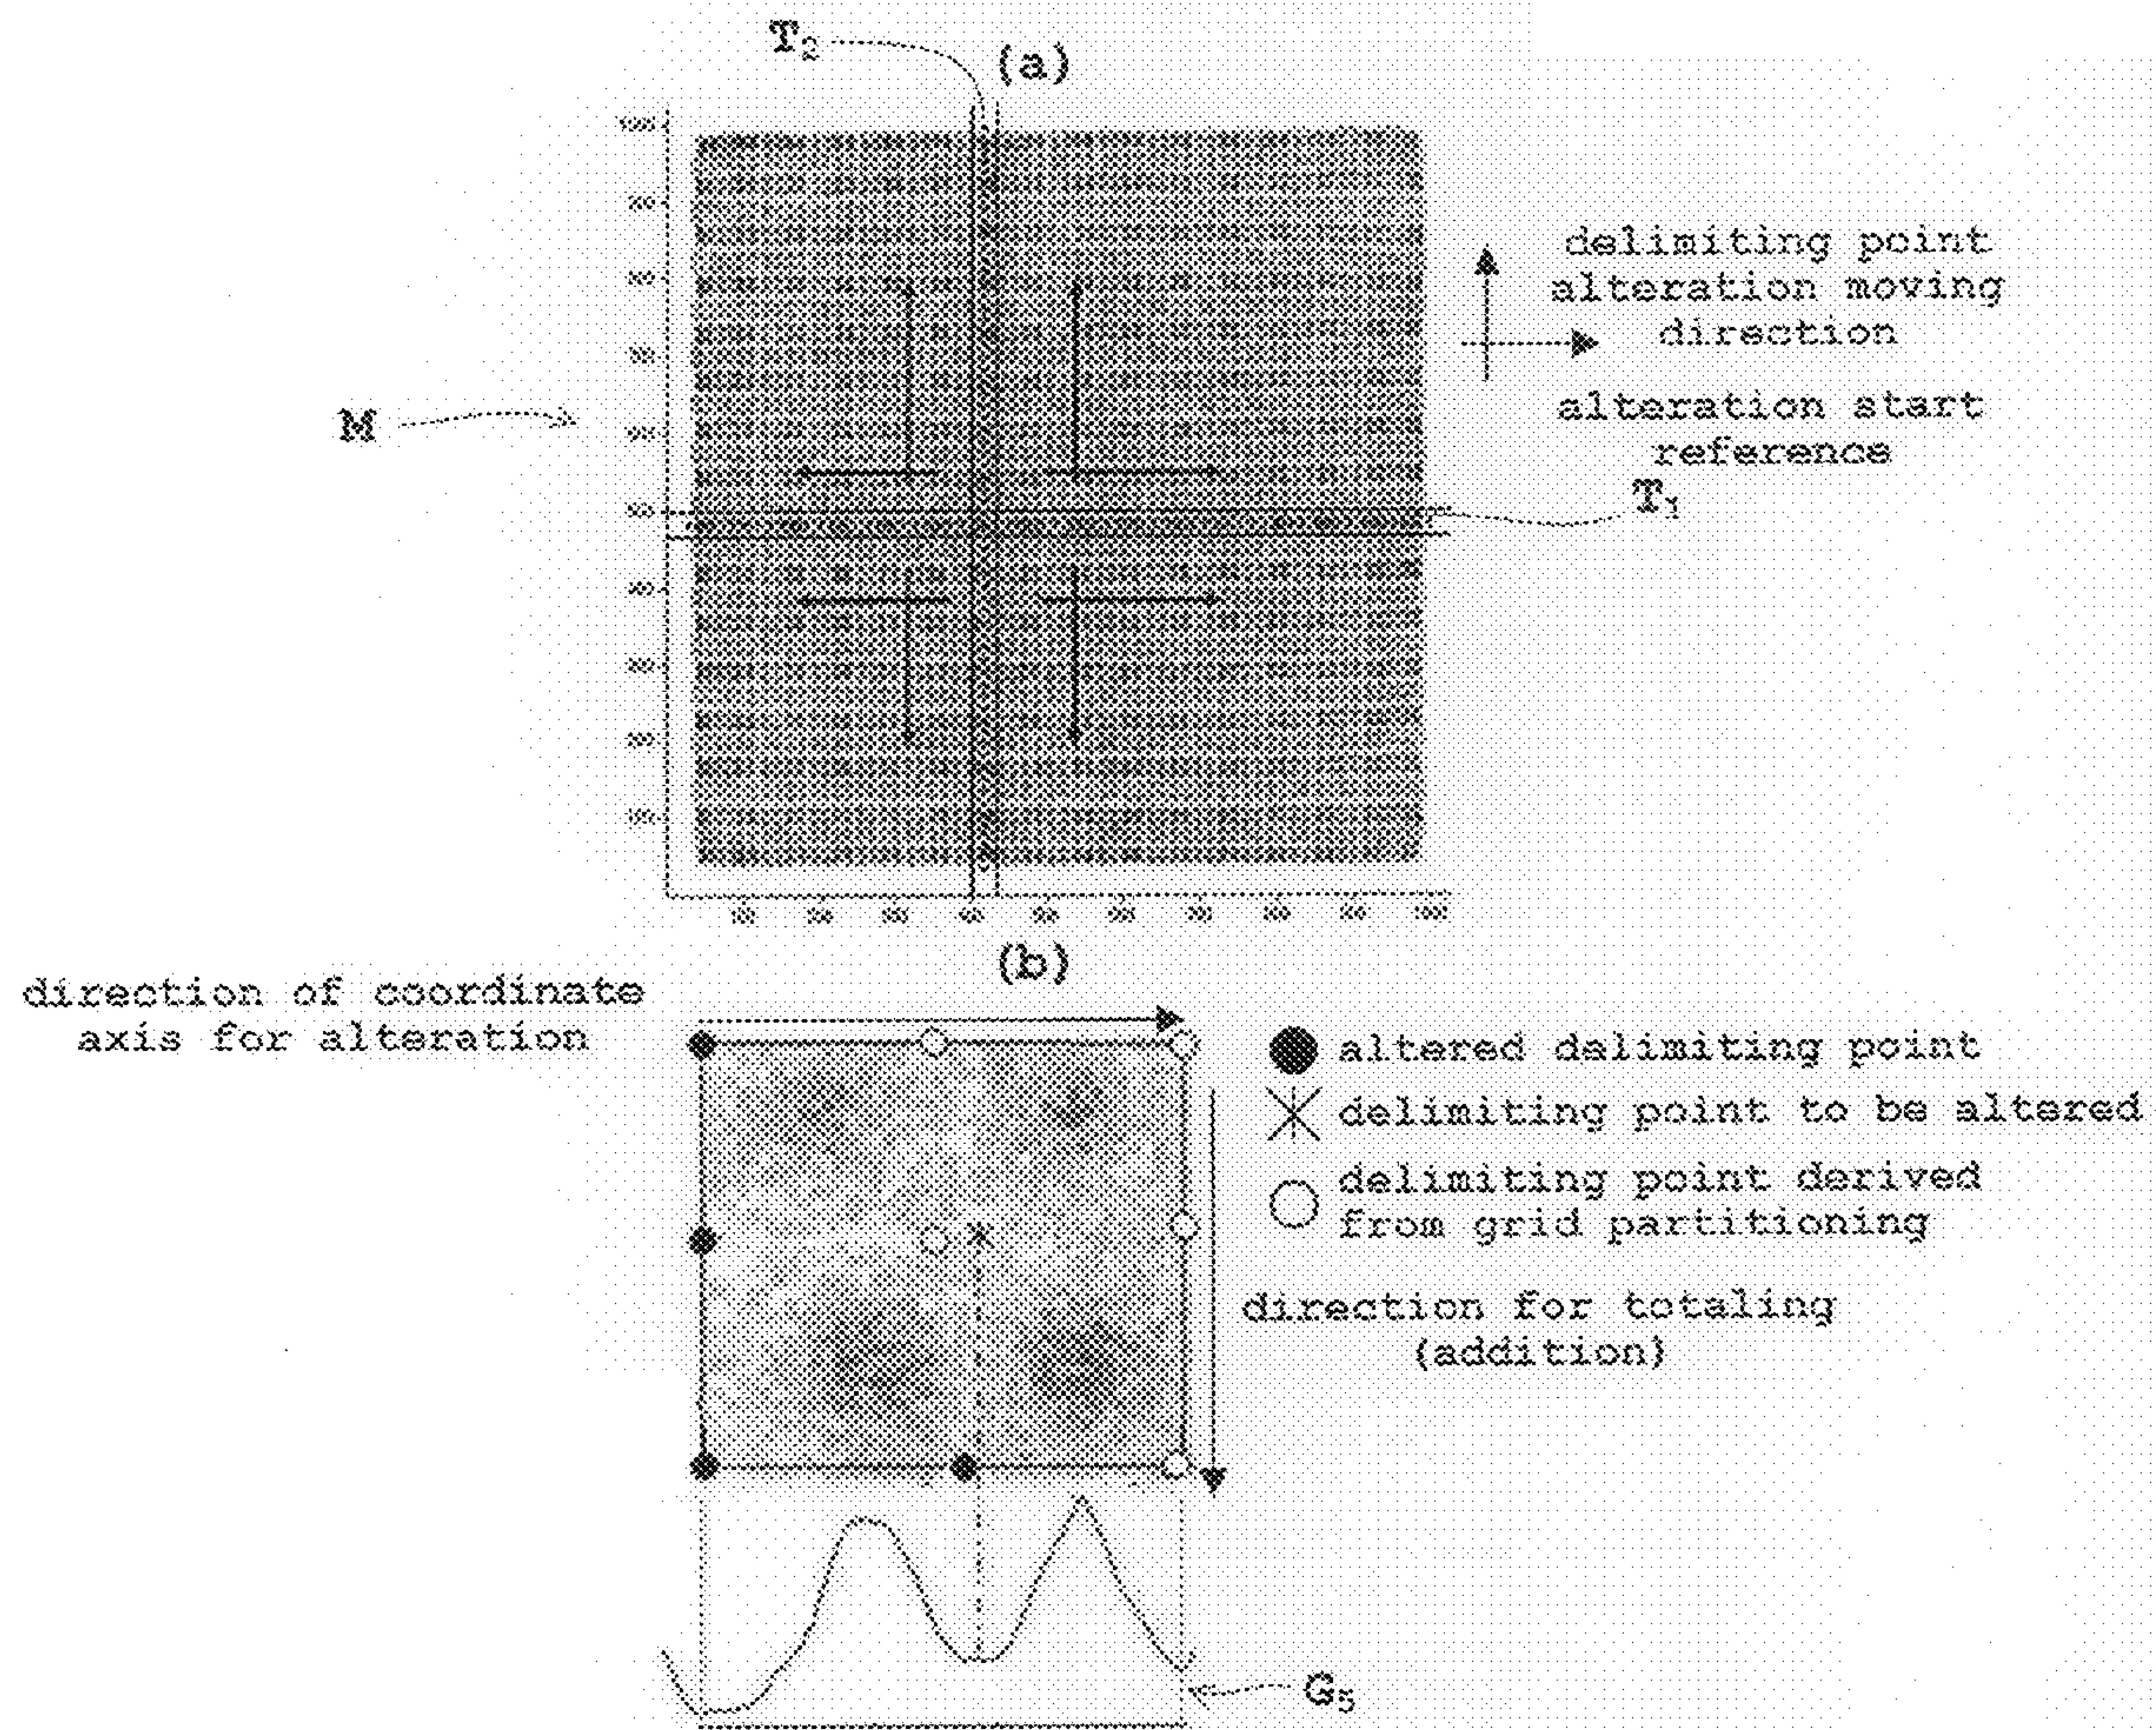 T₂
(a)
delimiting point
alteration moving
direction
M
alteration start
reference
T₁
(b)
direction of coordinate
axis for alteration
altered delimiting point
delimiting point to be altered
delimiting point derived
from grid partitioning
direction for totaling
(addition)
G₅